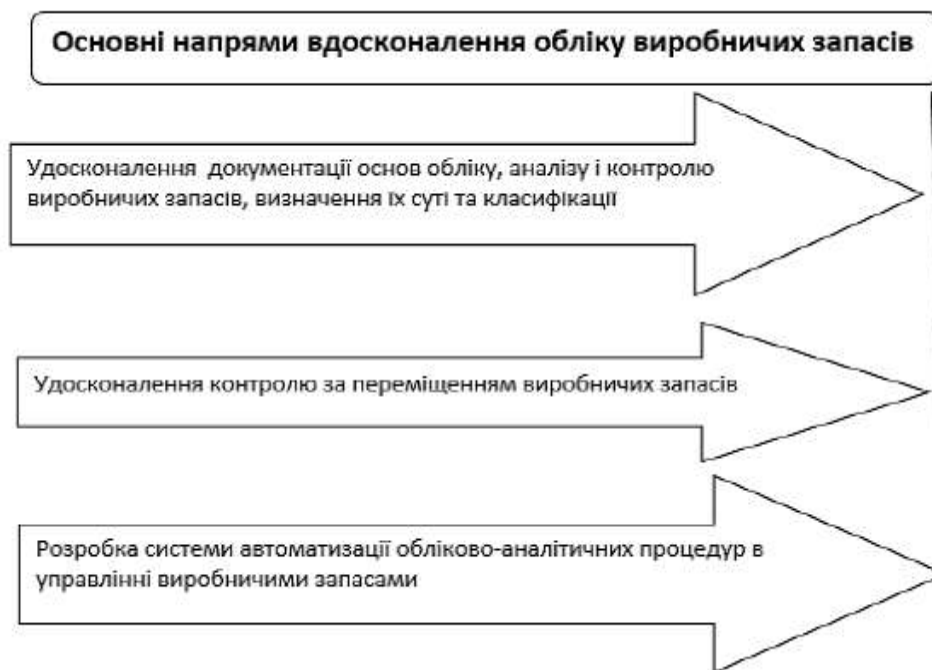 Основні напрями вдосконалення обліку виробничих запасів
Удосконалення документації основ обліку, аналізу і контролю
виробничих запасів, визначення їх суті та класифікації
Удосконалення контролю за переміщенням виробничих запасів
Розробка системи автоматизації обліково-аналітичних процедур в
управлінні виробничими запасами